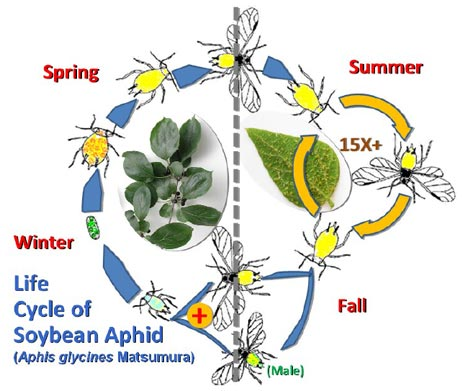 Spring
Summer
15X+
Winter
Life
Cycle of
Soybean Aphid
(Aphis glycines Matsumura)
+
Fall
(Male)